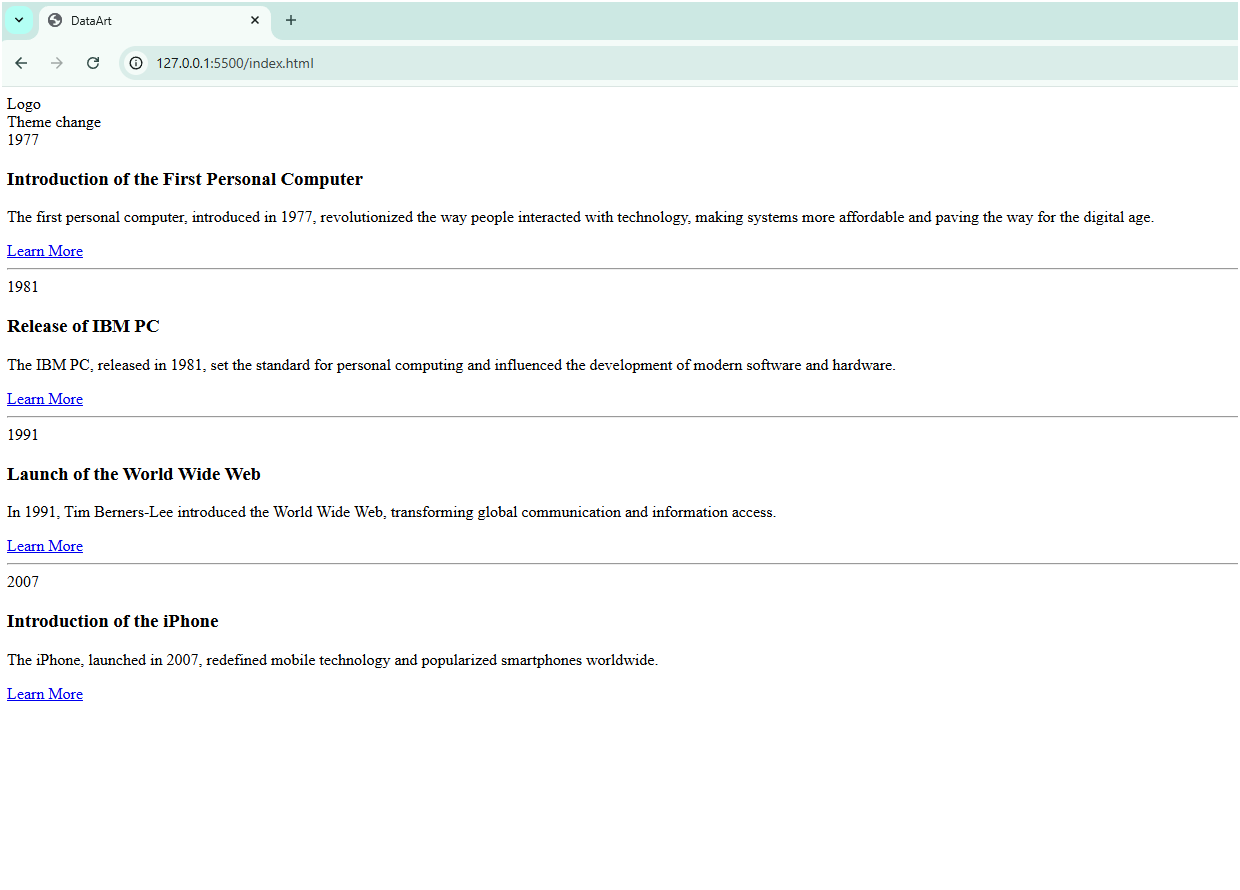 DataArt
127.0.0.1:5500/index.html
Logo
Theme change
1977
Introduction of the First Personal Computer
The first personal computer, introduced in 1977, revolutionized the way people interacted with technology, making systems more affordable and paving the way for the digital age.
Learn More
1981
Release of IBM PC
The IBM PC, released in 1981, set the standard for personal computing and influenced the development of modern software and hardware.
Learn More
1991
Launch of the World Wide Web
In 1991, Tim Berners-Lee introduced the World Wide Web, transforming global communication and information access.
Learn More
2007
Introduction of the iPhone
The iPhone, launched in 2007, redefined mobile technology and popularized smartphones worldwide.
Learn More